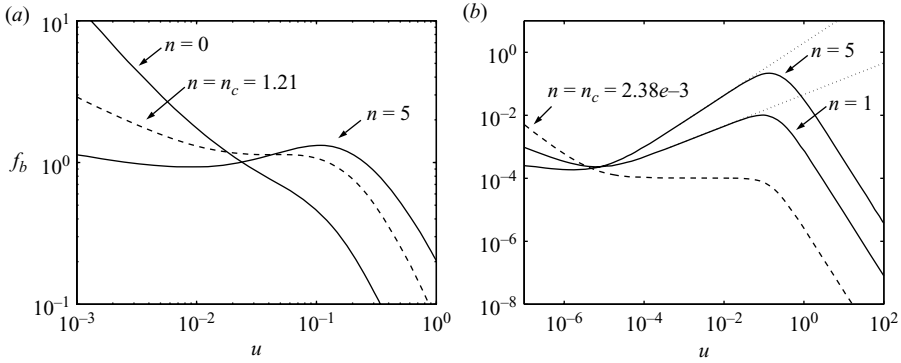 (a)
10^1
n = 0
n = n_c = 1.21
n = 5
f_b
10^0
10^{-1}
10^{-3}
10^{-2}
10^{-1}
10^0
u
(b)
10^0
n = 5
n = n_c = 2.38e–3
10^{-2}
n = 1
10^{-4}
10^{-6}
10^{-8}
10^{-6}
10^{-4}
10^{-2}
10^0
10^2
u